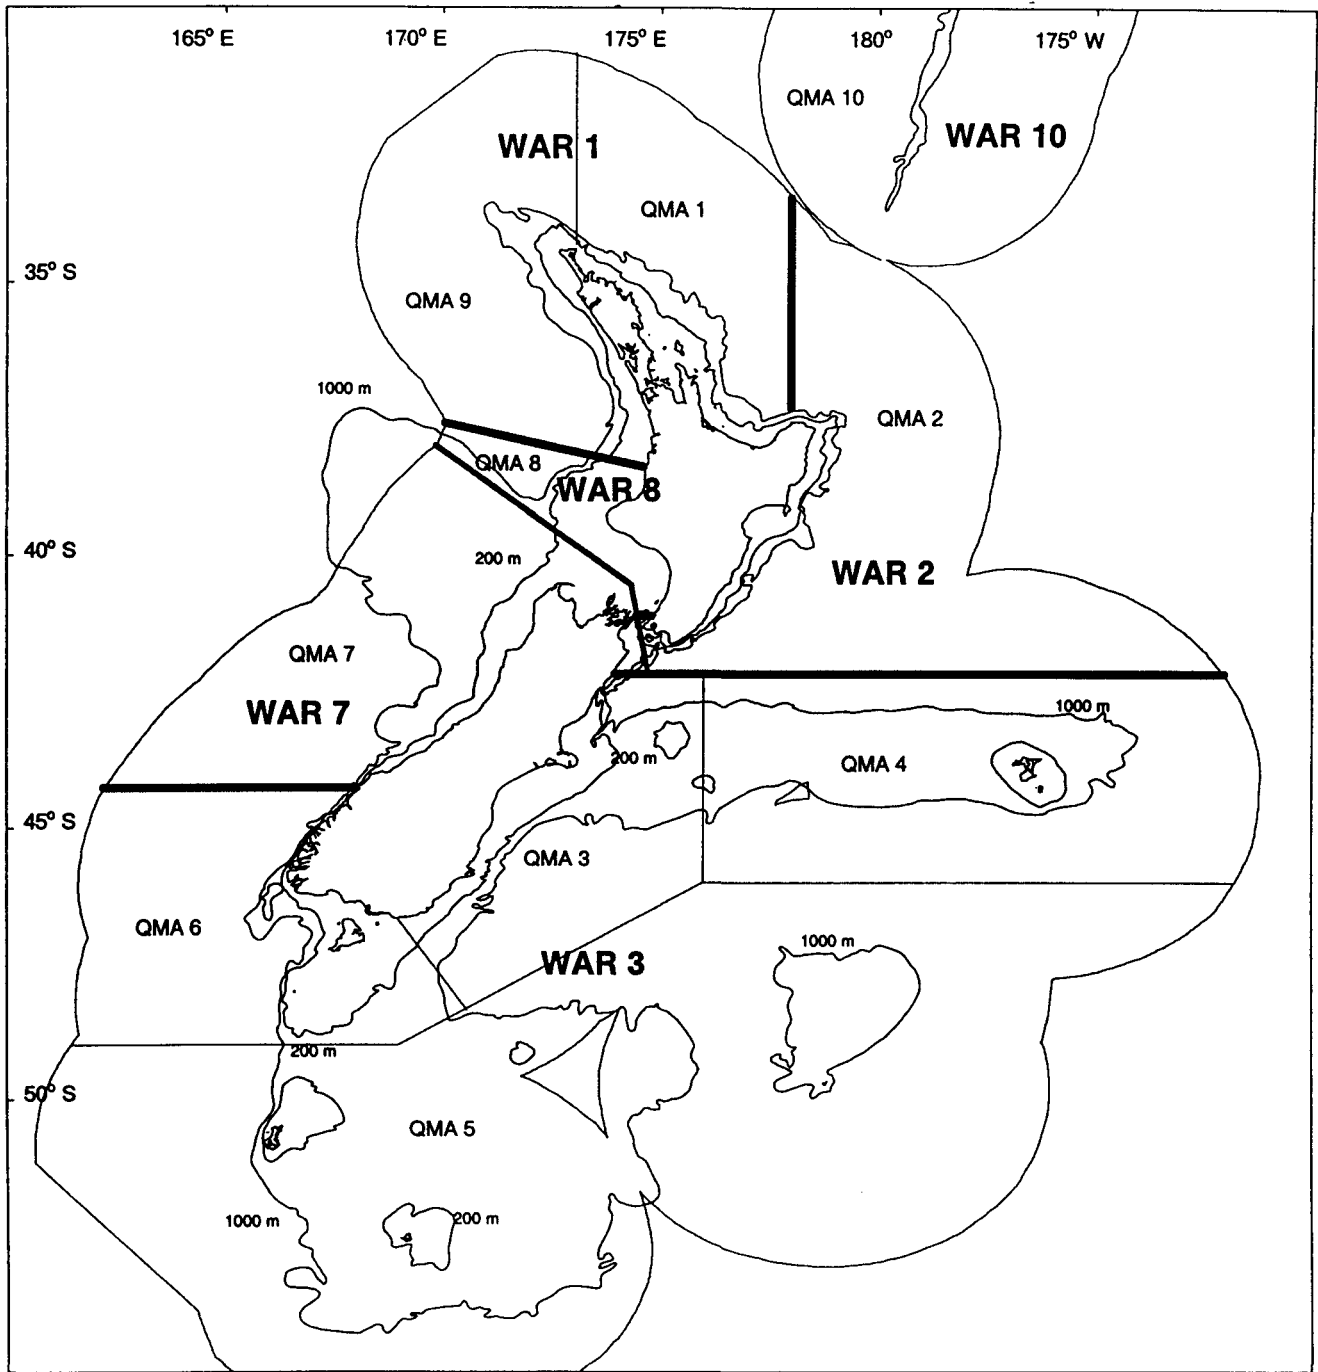 165° E
170° E
175° E
180°
175° W
QMA 10
WAR 1
WAR 10
QMA 1
35° S
QMA 9
1000 m
QMA 2
QMA 8
WAR 8
40° S
200 m
WAR 2
QMA 7
WAR 7
1000 m
200 m
QMA 4
45° S
QMA 3
QMA 6
1000 m
WAR 3
200 m
50° S
QMA 5
1000 m
200 m